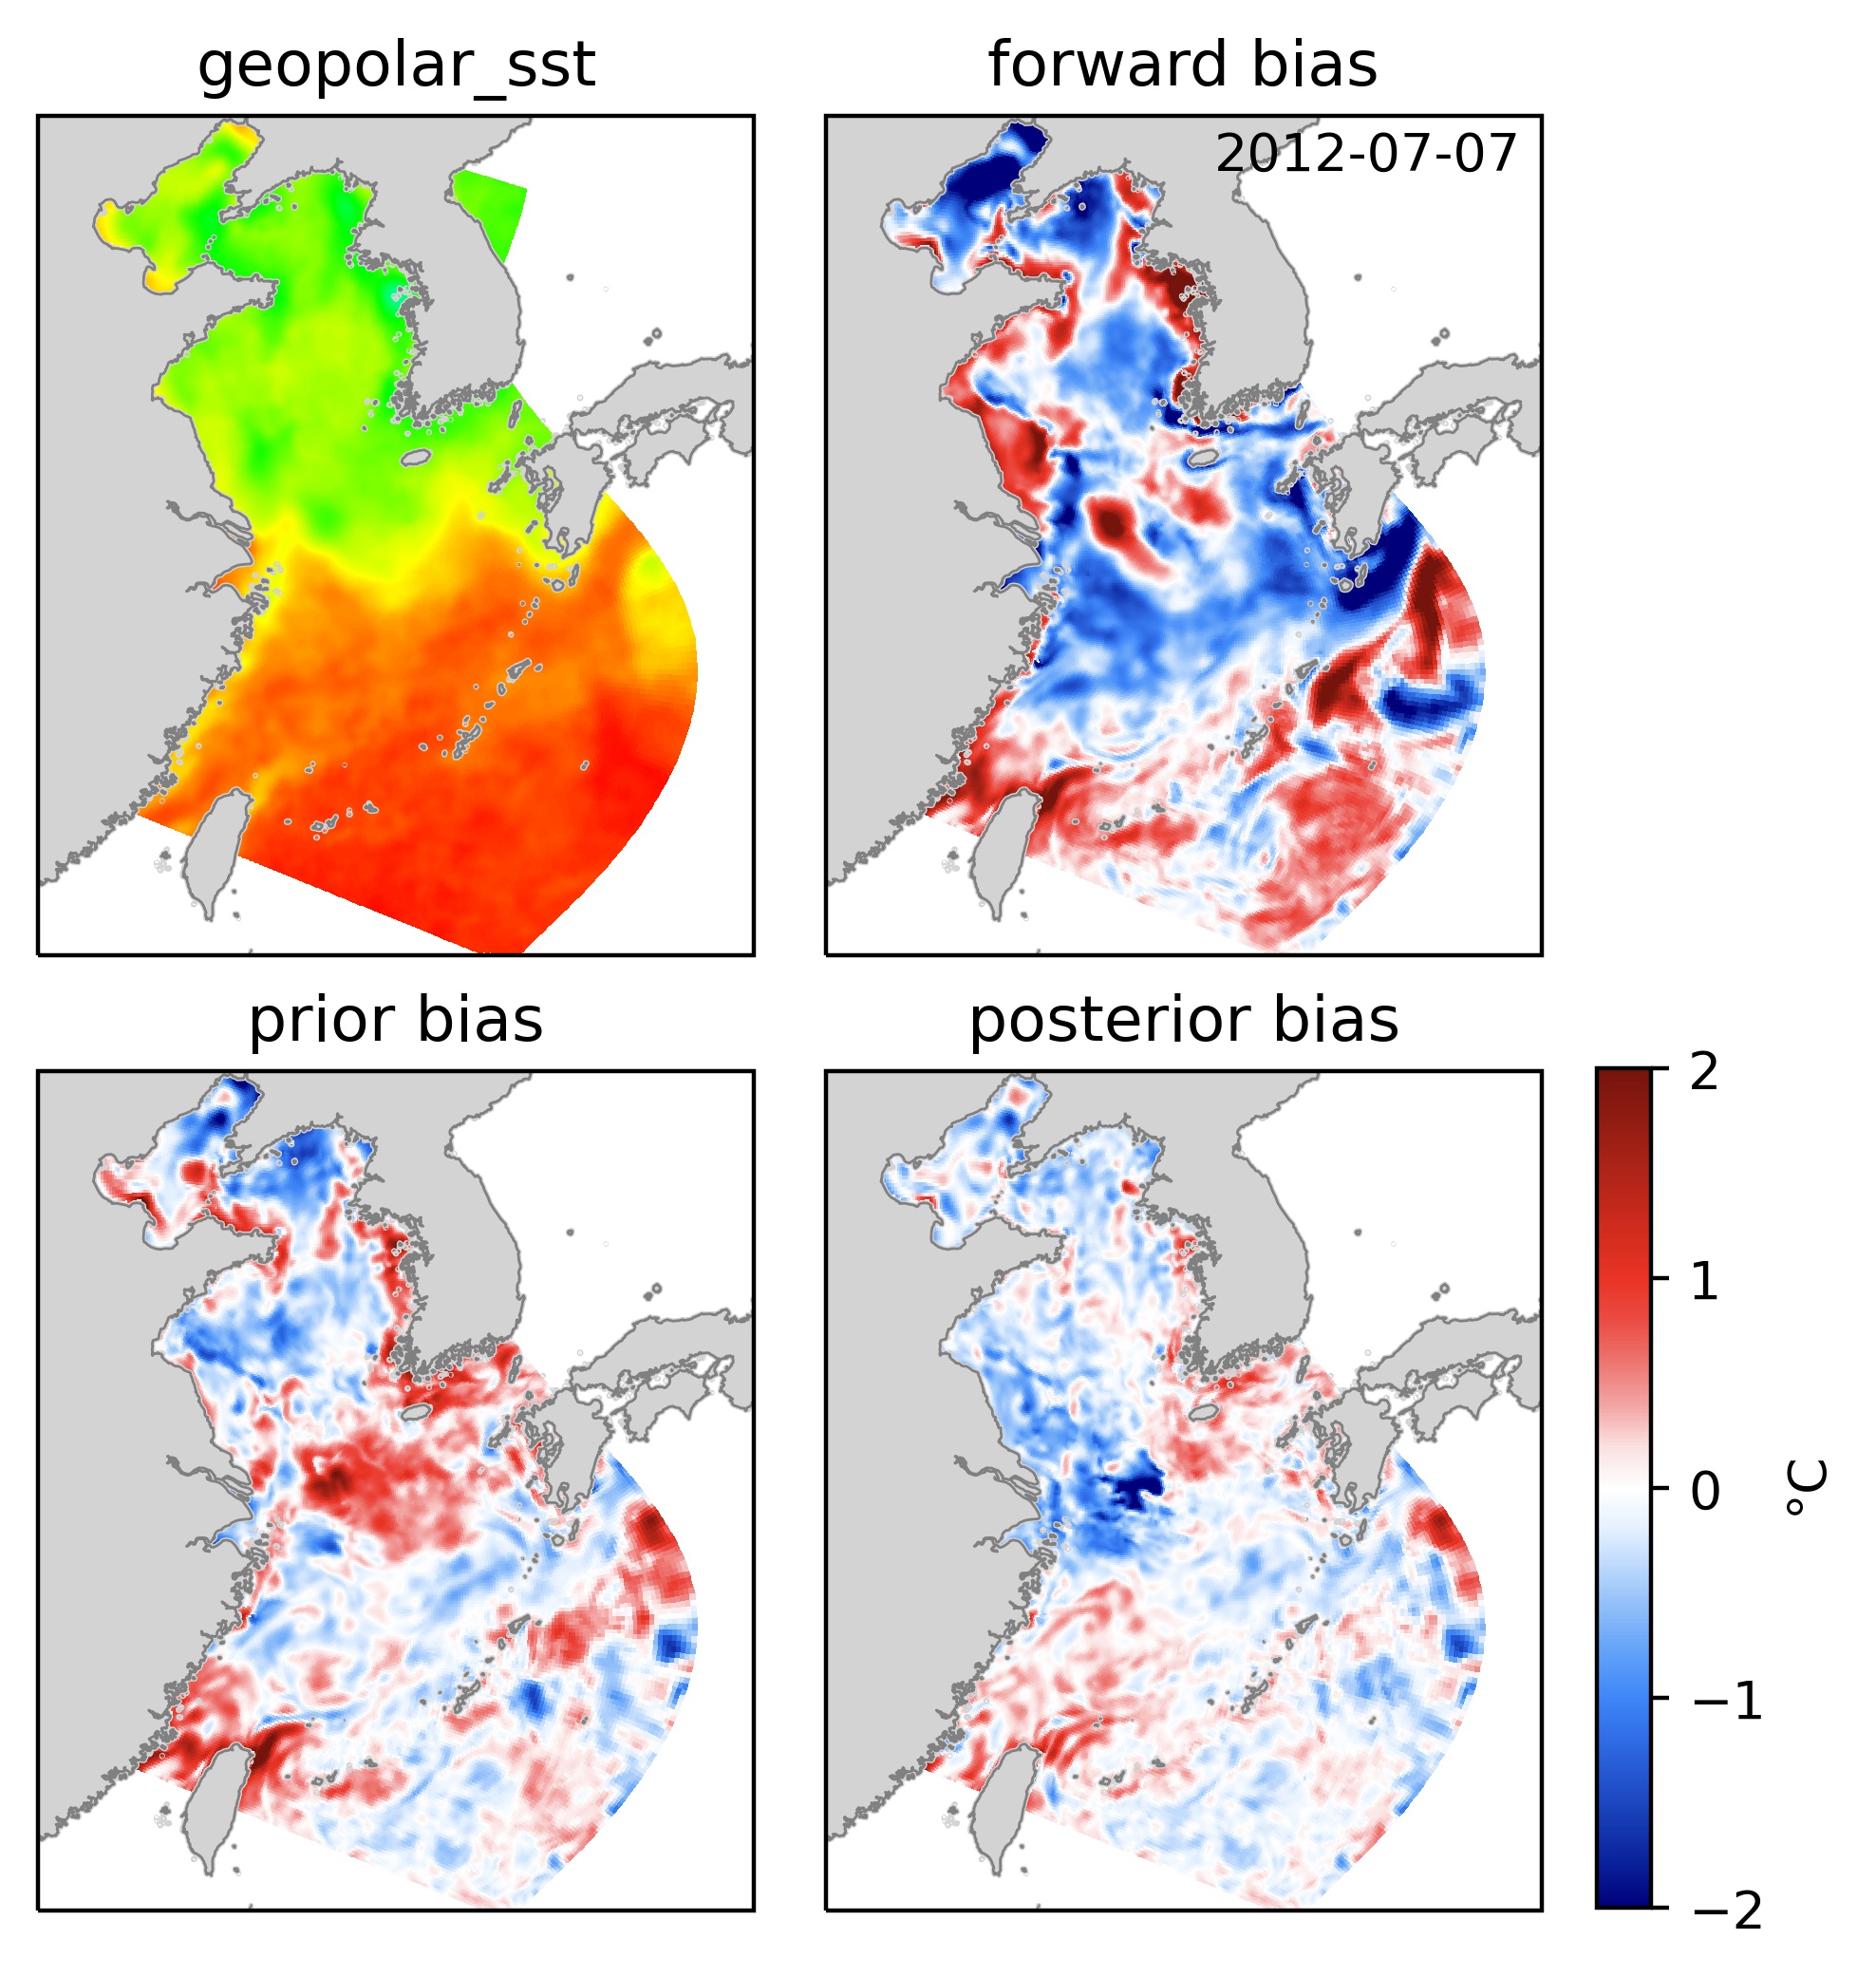 geopolar_sst
forward bias
2012-07-07
prior bias
posterior bias
2
1
0
−1
−2
°C